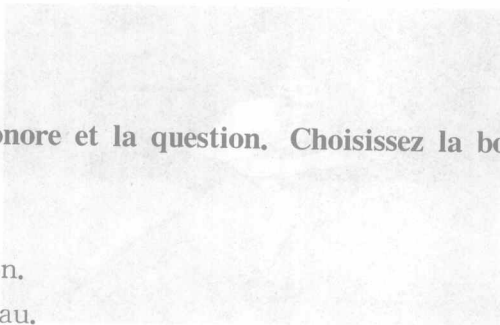 onore et la question. Choisissez la bo
n.
au.